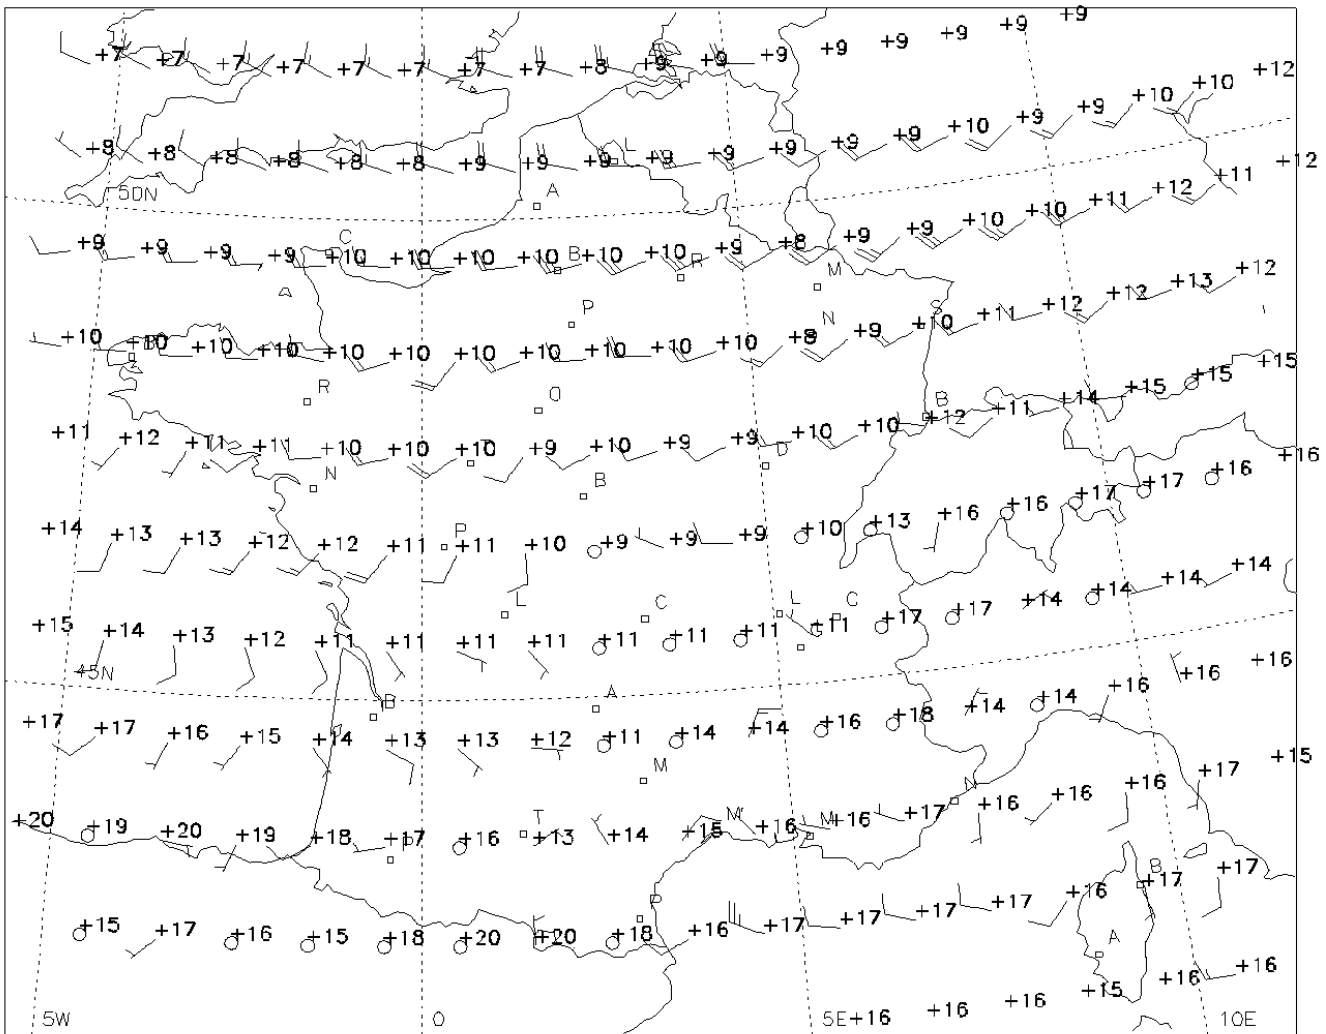 +9
+7 +7 +7 +7 +7 +7 +7 +7 +8 +9 +9 +9 +9 +9 +9 +9
+8 +8 +8 +8 +8 +8 +9 +9 +9 L +9 +9 +9 +9 +9 +10 +9 +9 +10 +10 +12
50N A
+9 +9 +9 +9 C +10 +10 +10 +10 B +10 +10 R +9 +8 M +9 +9 +10 +10 +11 +12 +11 +12
A P N S
+10 B +10 +10 +10 +10 +10 +10 +10 +10 +10 +10 +8 +9 +10 +11 +12 +12 +13 +12
R O B
+11 +12 +11 +11 +10 +10 T +10 +9 +10 +9 +9 +10 +10 +12 +11 +14 +15 +15 +15
N B D
+14 +13 +13 +12 +12 +11 P +11 +10 +9 +9 +9 +10 +13 +16 +16 +17 +17 +16 +16
L C L C
+15 +14 +13 +12 +11 +11 +11 +11 +11 +11 +11 G +11 +17 +17 +14 +14 +14 +14
45N A
+17 +17 +16 +15 +14 B +13 +13 +12 +11 +14 +14 +16 +18 +14 +14 +16 +16 +16
M N
+20 +19 +20 +19 +18 +17 P +16 T +13 +14 +15 M +16 M +16 +17 +16 +16 +16 +17 +15
P B
+15 +17 +16 +15 +18 +20 +20 +18 +16 +17 +17 +17 +17 +16 +17 +17
A
5W 0 5E +16 +16 +16 +15 +16 +16 10E